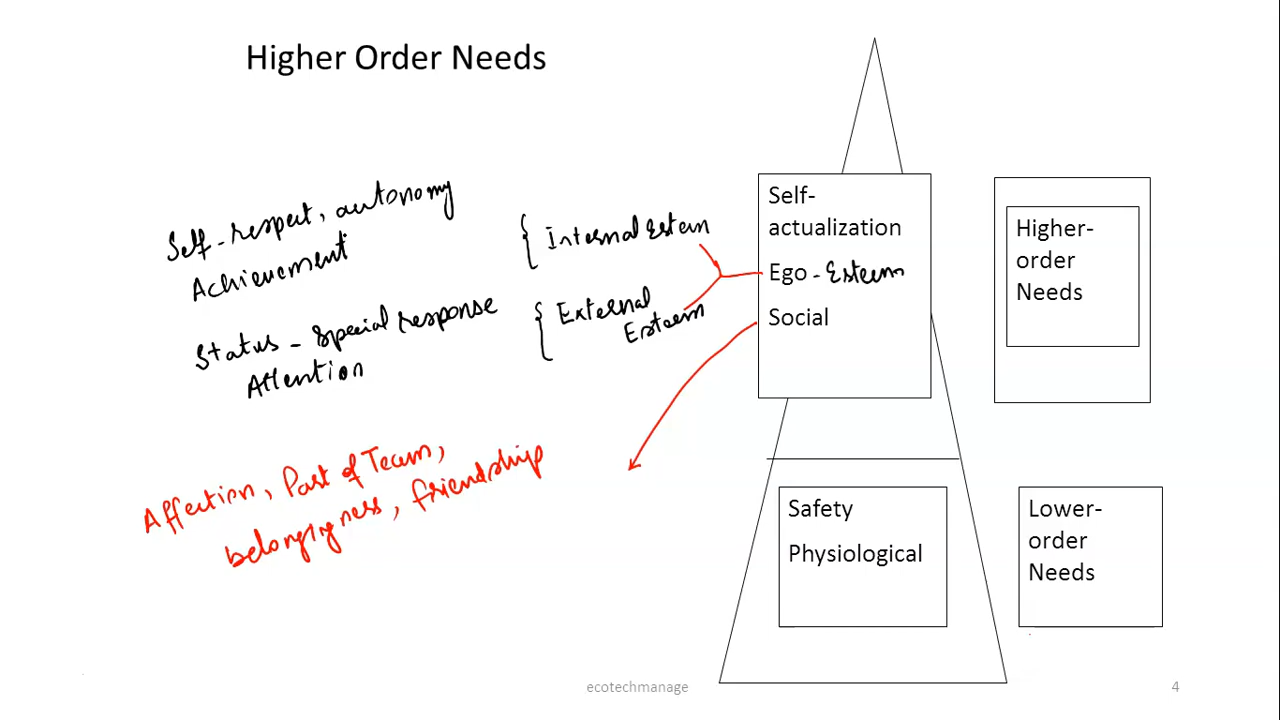 Higher Order Needs
Self-respect, autonomy
Achievement
{ Internal Esteem
Status - Special response
Attention
{ External
Esteem
Affection, Part of Team,
belongingness, friendship
Self-
actualization
Ego - Esteem
Social
Higher-
order
Needs
Safety
Physiological
Lower-
order
Needs
ecotechmanage
4